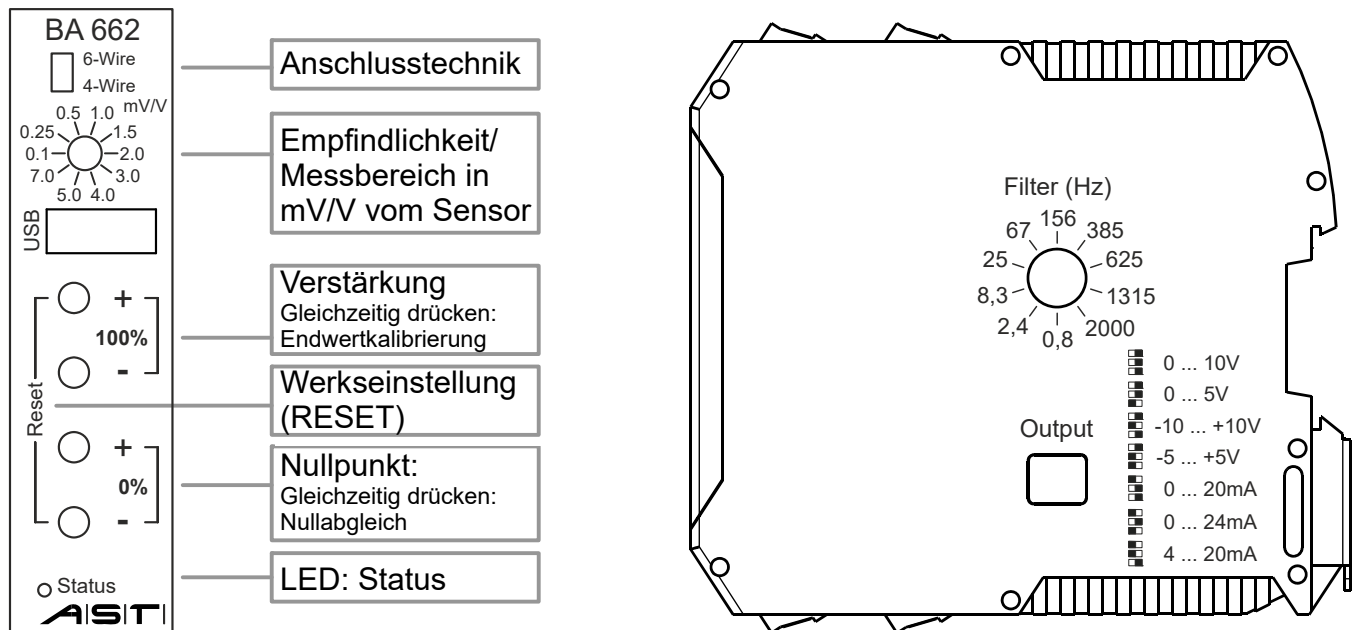 BA 662
6-Wire
4-Wire
mV/V
0.5 1.0
0.25 1.5
0.1 2.0
7.0 3.0
5.0 4.0
USB
+
100%
-
Reset
+
0%
-
Status
ASTI
Anschlusstechnik
Empfindlichkeit/
Messbereich in
mV/V vom Sensor
Verstärkung
Gleichzeitig drücken:
Endwertkalibrierung
Werkseinstellung
(RESET)
Nullpunkt:
Gleichzeitig drücken:
Nullabgleich
LED: Status
Filter (Hz)
156
67 385
25 625
8,3 1315
2,4 2000
0,8
Output
0 ... 10V
0 ... 5V
-10 ... +10V
-5 ... +5V
0 ... 20mA
0 ... 24mA
4 ... 20mA